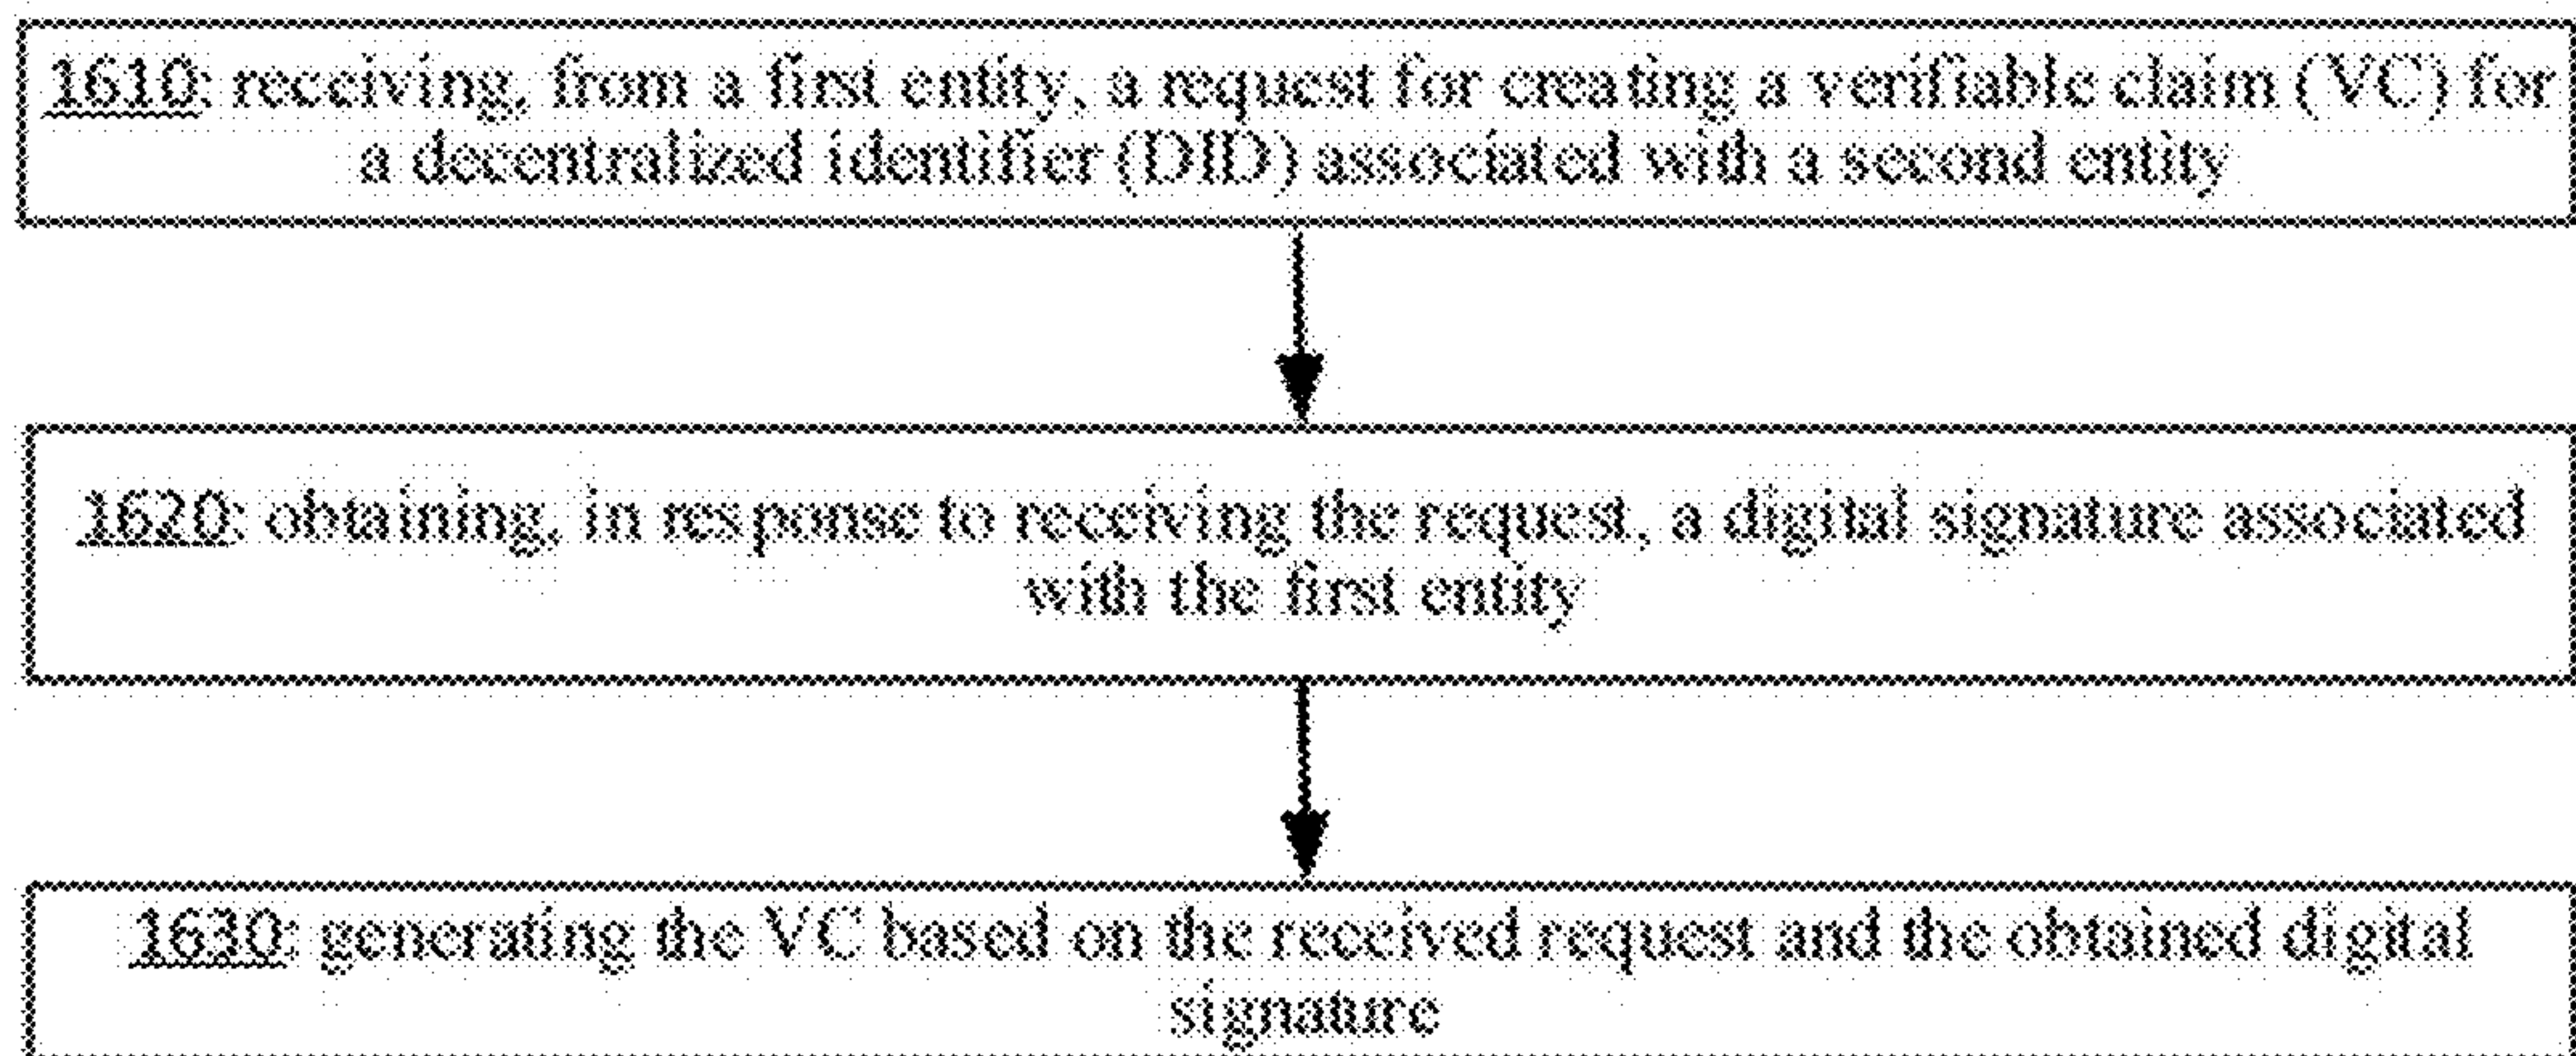 1610: receiving, from a first entity, a request for creating a verifiable claim (VC) for
a decentralized identifier (DID) associated with a second entity
1620: obtaining, in response to receiving the request, a digital signature associated
with the first entity
1630: generating the VC based on the received request and the obtained digital
signature